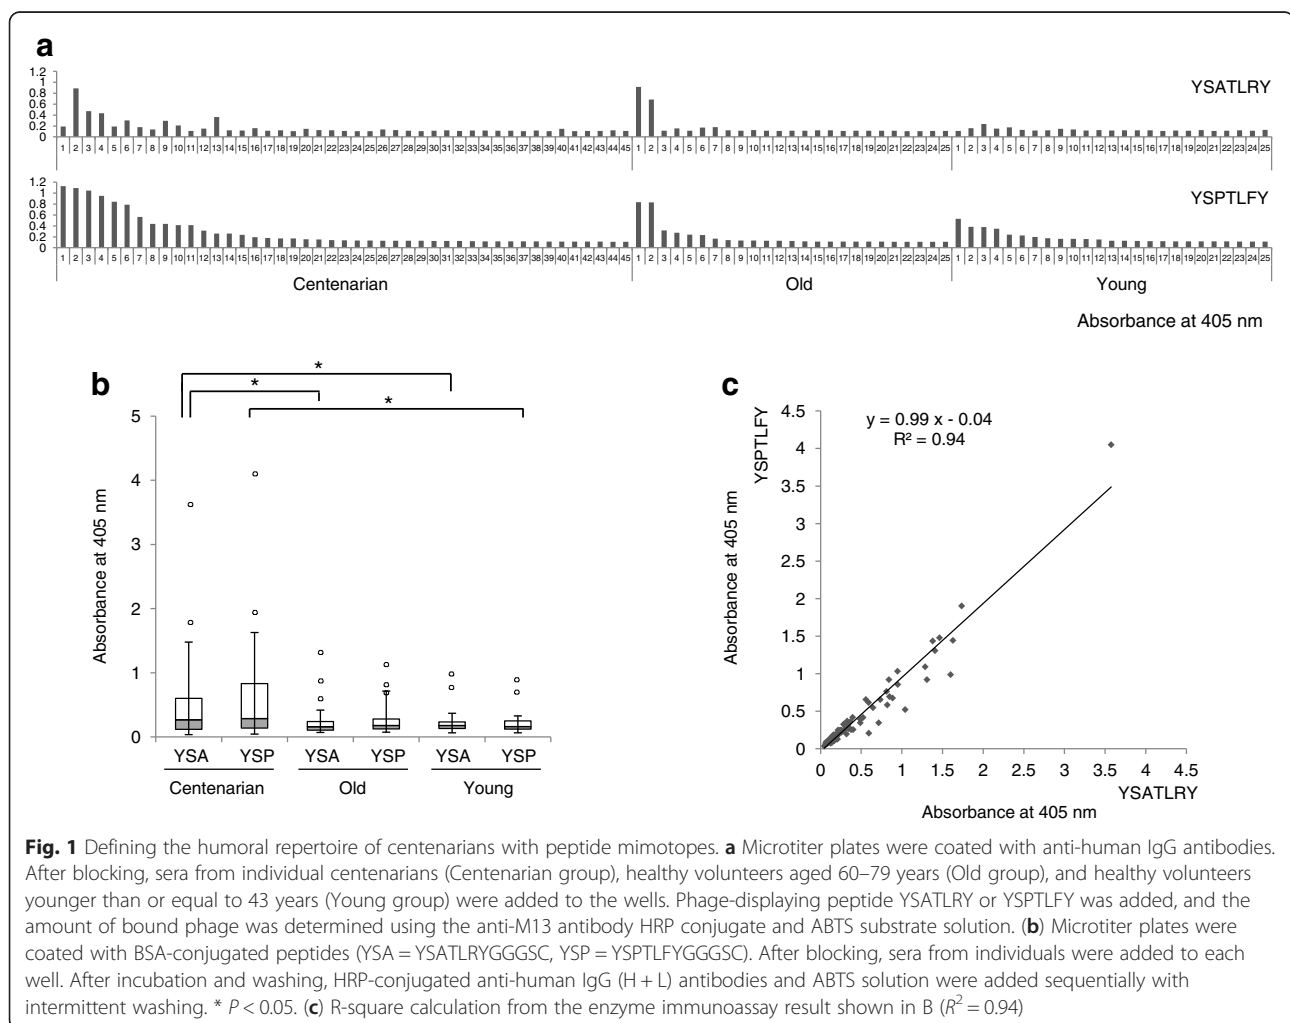 a
1.2
1
0.8
0.6
0.4
0.2
0
YSATLRY
1 2 3 4 5 6 7 8 9 10 11 12 13 14 15 16 17 18 19 20 21 22 23 24 25 26 27 28 29 30 31 32 33 34 35 36 37 38 39 40 41 42 43 44 45 1 2 3 4 5 6 7 8 9 10 11 12 13 14 15 16 17 18 19 20 21 22 23 24 25 1 2 3 4 5 6 7 8 9 10 11 12 13 14 15 16 17 18 19 20 21 22 23 24 25
1.2
1
0.8
0.6
0.4
0.2
0
YSPTLFY
1 2 3 4 5 6 7 8 9 10 11 12 13 14 15 16 17 18 19 20 21 22 23 24 25 26 27 28 29 30 31 32 33 34 35 36 37 38 39 40 41 42 43 44 45 1 2 3 4 5 6 7 8 9 10 11 12 13 14 15 16 17 18 19 20 21 22 23 24 25 1 2 3 4 5 6 7 8 9 10 11 12 13 14 15 16 17 18 19 20 21 22 23 24 25
Centenarian Old Young
Absorbance at 405 nm
b
*
*
*
Absorbance at 405 nm
5
4
3
2
1
0
YSA YSP YSA YSP YSA YSP
Centenarian Old Young
c
YSPTLFY
Absorbance at 405 nm
y = 0.99 x - 0.04
R² = 0.94
4.5
4
3.5
3
2.5
2
1.5
1
0.5
0
0 0.5 1 1.5 2 2.5 3 3.5 4 4.5
YSATLRY
Absorbance at 405 nm
Fig. 1 Defining the humoral repertoire of centenarians with peptide mimotopes. a Microtiter plates were coated with anti-human IgG antibodies.
After blocking, sera from individual centenarians (Centenarian group), healthy volunteers aged 60–79 years (Old group), and healthy volunteers
younger than or equal to 43 years (Young group) were added to the wells. Phage-displaying peptide YSATLRY or YSPTLFY was added, and the
amount of bound phage was determined using the anti-M13 antibody HRP conjugate and ABTS substrate solution. (b) Microtiter plates were
coated with BSA-conjugated peptides (YSA = YSATLRYGGGSC, YSP = YSPTLFYGGGSC). After blocking, sera from individuals were added to each
well. After incubation and washing, HRP-conjugated anti-human IgG (H + L) antibodies and ABTS solution were added sequentially with
intermittent washing. * P < 0.05. (c) R-square calculation from the enzyme immunoassay result shown in B (R² = 0.94)